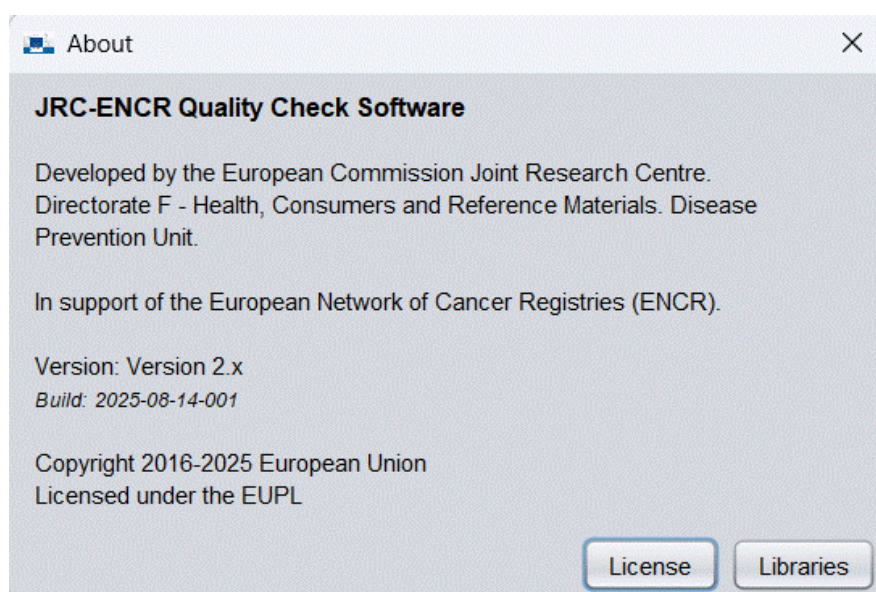 About
JRC-ENCR Quality Check Software
Developed by the European Commission Joint Research Centre.
Directorate F - Health, Consumers and Reference Materials. Disease
Prevention Unit.
In support of the European Network of Cancer Registries (ENCR).
Version: Version 2.x
Build: 2025-08-14-001
Copyright 2016-2025 European Union
Licensed under the EUPL
License Libraries